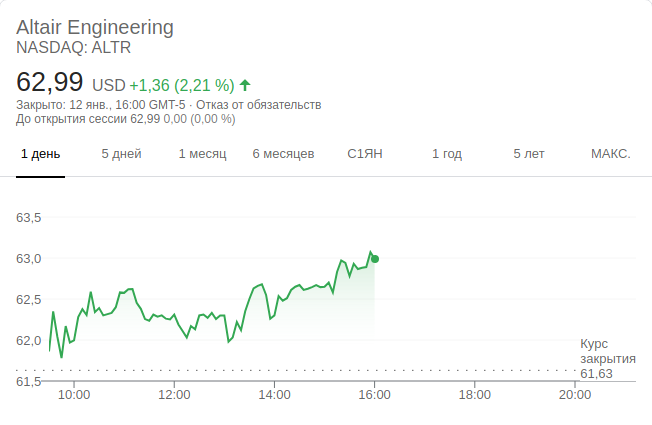 Altair Engineering
NASDAQ: ALTR
62,99 USD +1,36 (2,21 %)
Закрыто: 12 янв., 16:00 GMT-5 · Отказ от обязательств
До открытия сессии 62,99 0,00 (0,00 %)
1 день 5 дней 1 месяц 6 месяцев С1ЯН 1 год 5 лет МАКС.
63,5
63,0
62,5
62,0
61,5
Курс
закрытия
61,63
10:00 12:00 14:00 16:00 18:00 20:00